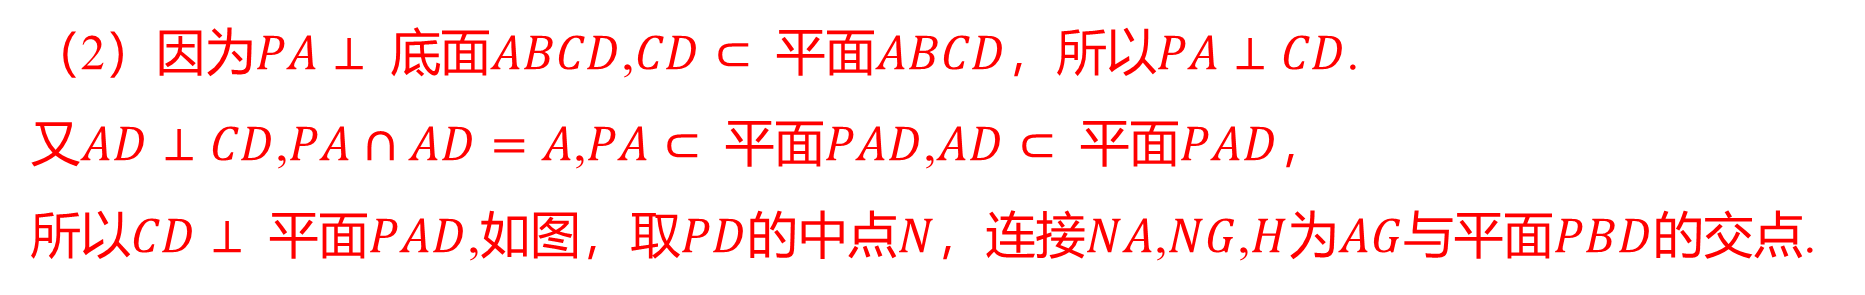 （2）因为PA ⊥ 底面ABCD,CD ⊂ 平面ABCD，所以PA ⊥ CD.
又AD ⊥ CD,PA ∩ AD = A,PA ⊂ 平面PAD,AD ⊂ 平面PAD，
所以CD ⊥ 平面PAD,如图，取PD的中点N，连接NA,NG,H为AG与平面PBD的交点.